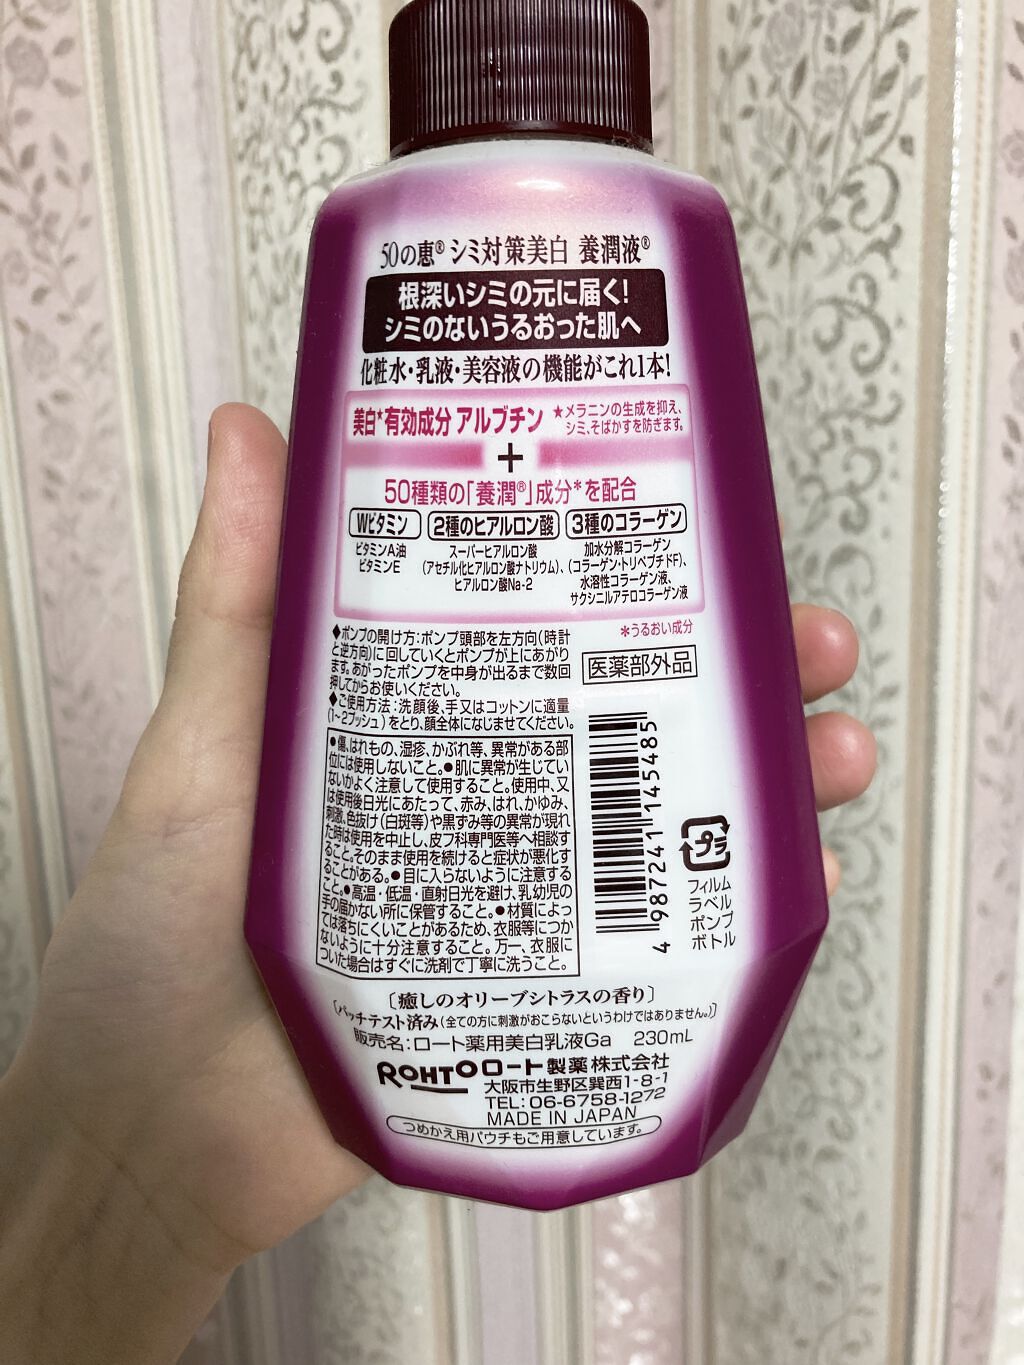 50の恵® シミ対策美白 養潤液®
根深いシミの元に届く!
シミのないうるおった肌へ
化粧水・乳液・美容液の機能がこれ1本!
美白*有効成分 アルブチン
★メラニンの生成を抑え、
シミ、そばかすを防ぎます。
+
50種類の「養潤®」成分*を配合
Wビタミン
ビタミンA油
ビタミンE
2種のヒアルロン酸
スーパーヒアルロン酸
(アセチル化ヒアルロン酸ナトリウム)、
ヒアルロン酸Na-2
3種のコラーゲン
加水分解コラーゲン
(コラーゲン・トリペプチドF)、
水溶性コラーゲン液、
サクシニルアテロコラーゲン液
*うるおい成分
◆ポンプの開け方:ポンプ頭部を左方向(時計
と逆方向)に回していくとポンプが上にあがり
ます。あがったポンプを中身が出るまで数回
押してからお使いください。
◆ご使用方法:洗顔後、手又はコットンに適量
(1~2プッシュ)をとり、顔全体になじませてください。
医薬部外品
●傷、はれもの、湿疹、かぶれ等、異常がある部
位には使用しないこと。●肌に異常が生じてい
ないかよく注意して使用すること。使用中、又
は使用後日光にあたって、赤み、はれ、かゆみ、
刺激、色抜け(白斑等)や黒ずみ等の異常が現れ
た時は使用を中止し、皮フ科専門医等へ相談す
ること。そのまま使用を続けると症状が悪化す
ることがある。●目に入らないように注意する
こと。●高温・低温・直射日光を避け、乳幼児の
手の届かない所に保管すること。●材質によっ
ては落ちにくいことがあるため、衣服等につか
ないように十分注意すること。万一、衣服に
ついた場合はすぐに洗剤で丁寧に洗うこと。
4 987241 145485
プラ
フィルム
ラベル
ポンプ
ボトル
〔癒しのオリーブシトラスの香り〕
〔パッチテスト済み(全ての方に刺激がおこらないというわけではありません。)〕
販売名:ロート薬用美白乳液Ga 230mL
ROHTO ロート製薬株式会社
大阪市生野区巽西1-8-1
TEL:06-6758-1272
MADE IN JAPAN
つめかえ用パウチもご用意しています。